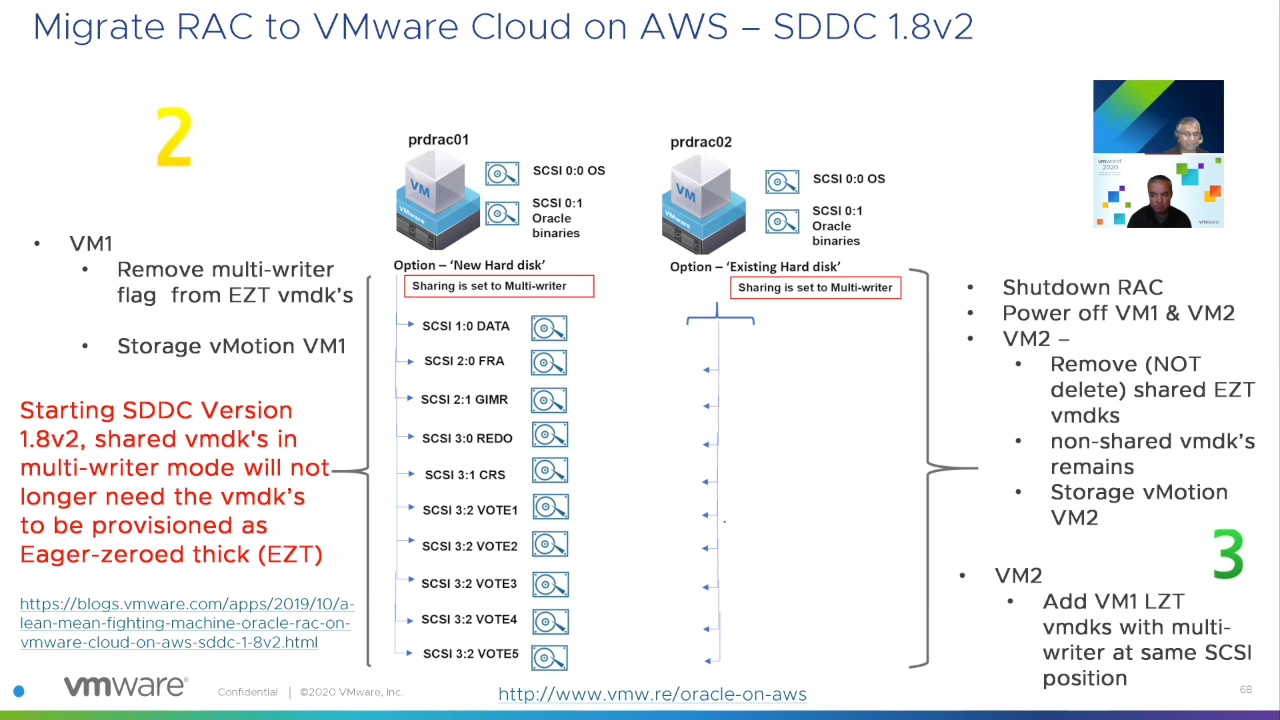 Migrate RAC to VMware Cloud on AWS – SDDC 1.8v2
2
• VM1
• Remove multi-writer
flag from EZT vmdk's
• Storage vMotion VM1
Starting SDDC Version
1.8v2, shared vmdk's in
multi-writer mode will not
longer need the vmdk's
to be provisioned as
Eager-zeroed thick (EZT)
https://blogs.vmware.com/apps/2019/10/a-
lean-mean-fighting-machine-oracle-rac-on-
vmware-cloud-on-aws-sddc-1-8v2.html
prdrac01
VM
VMware
SCSI 0:0 OS
SCSI 0:1
Oracle
binaries
Option – 'New Hard disk'
Sharing is set to Multi-writer
SCSI 1:0 DATA
SCSI 2:0 FRA
SCSI 2:1 GIMR
SCSI 3:0 REDO
SCSI 3:1 CRS
SCSI 3:2 VOTE1
SCSI 3:2 VOTE2
SCSI 3:2 VOTE3
SCSI 3:2 VOTE4
SCSI 3:2 VOTE5
prdrac02
VM
VMware
SCSI 0:0 OS
SCSI 0:1
Oracle
binaries
Option – 'Existing Hard disk'
Sharing is set to Multi-writer
vmworld
2020
vmware
• Shutdown RAC
• Power off VM1 & VM2
• VM2 –
• Remove (NOT
delete) shared EZT
vmdks
• non-shared vmdk's
remains
• Storage vMotion
VM2
3
• VM2
• Add VM1 LZT
vmdks with multi-
writer at same SCSI
position
vmware®
Confidential | ©2020 VMware, Inc.
http://www.vmw.re/oracle-on-aws
68